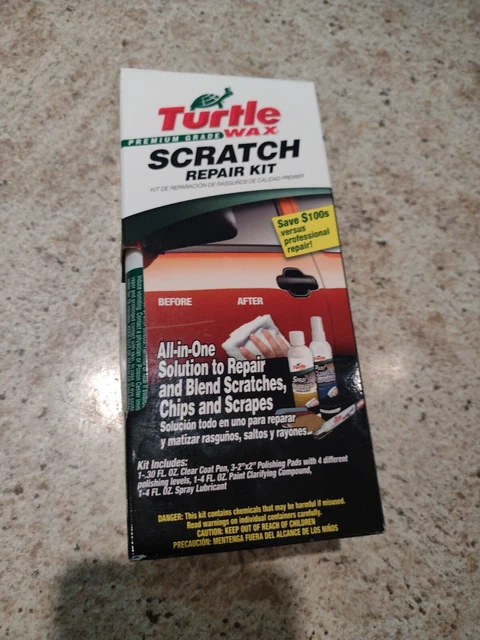 Turtle
WAX
PREMIUM GRADE
SCRATCH
REPAIR KIT
KIT DE REPARACIÓN DE RASGUÑOS DE CALIDAD PREMIER
Save $100s
versus
professional
repair!
BEFORE
AFTER
All-in-One
Solution to Repair
and Blend Scratches,
Chips and Scrapes
Solución todo en uno para reparar
y matizar rasguños, saltos y rayones
Kit Includes:
1-.30 FL. OZ. Clear Coat Pen, 3-2"x2" Polishing Pads with 4 different
polishing levels, 1-4 FL. OZ. Paint Clarifying Compound,
1-4 FL. OZ. Spray Lubricant
DANGER: This kit contains chemicals that may be harmful if misused.
Read warnings on individual containers carefully.
CAUTION: KEEP OUT OF REACH OF CHILDREN
PRECAUCIÓN: MENTENGA FUERA DEL ALCANCE DE LOS NIÑOS